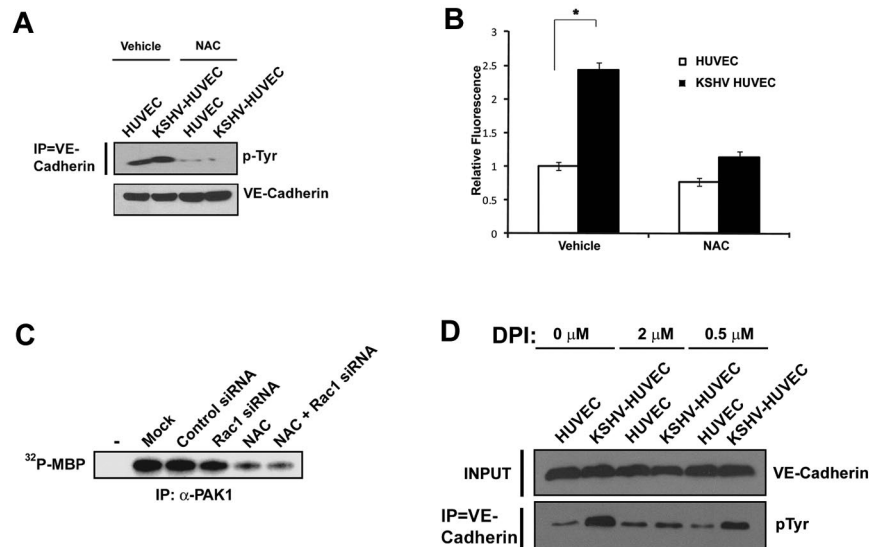 A
Vehicle
NAC
HUVEC
KSHV-HUVEC
HUVEC
KSHV-HUVEC
IP=VE-
Cadherin
p-Tyr
VE-Cadherin
B
Relative Fluorescence
3
2.5
2
1.5
1
0.5
0
*
HUVEC
KSHV HUVEC
Vehicle
NAC
C
-
Mock
Control siRNA
Rac1 siRNA
NAC
NAC + Rac1 siRNA
³²P-MBP
IP: α-PAK1
D
DPI:
0 μM
2 μM
0.5 μM
HUVEC
KSHV-HUVEC
HUVEC
KSHV-HUVEC
HUVEC
KSHV-HUVEC
INPUT
VE-Cadherin
IP=VE-
Cadherin
pTyr